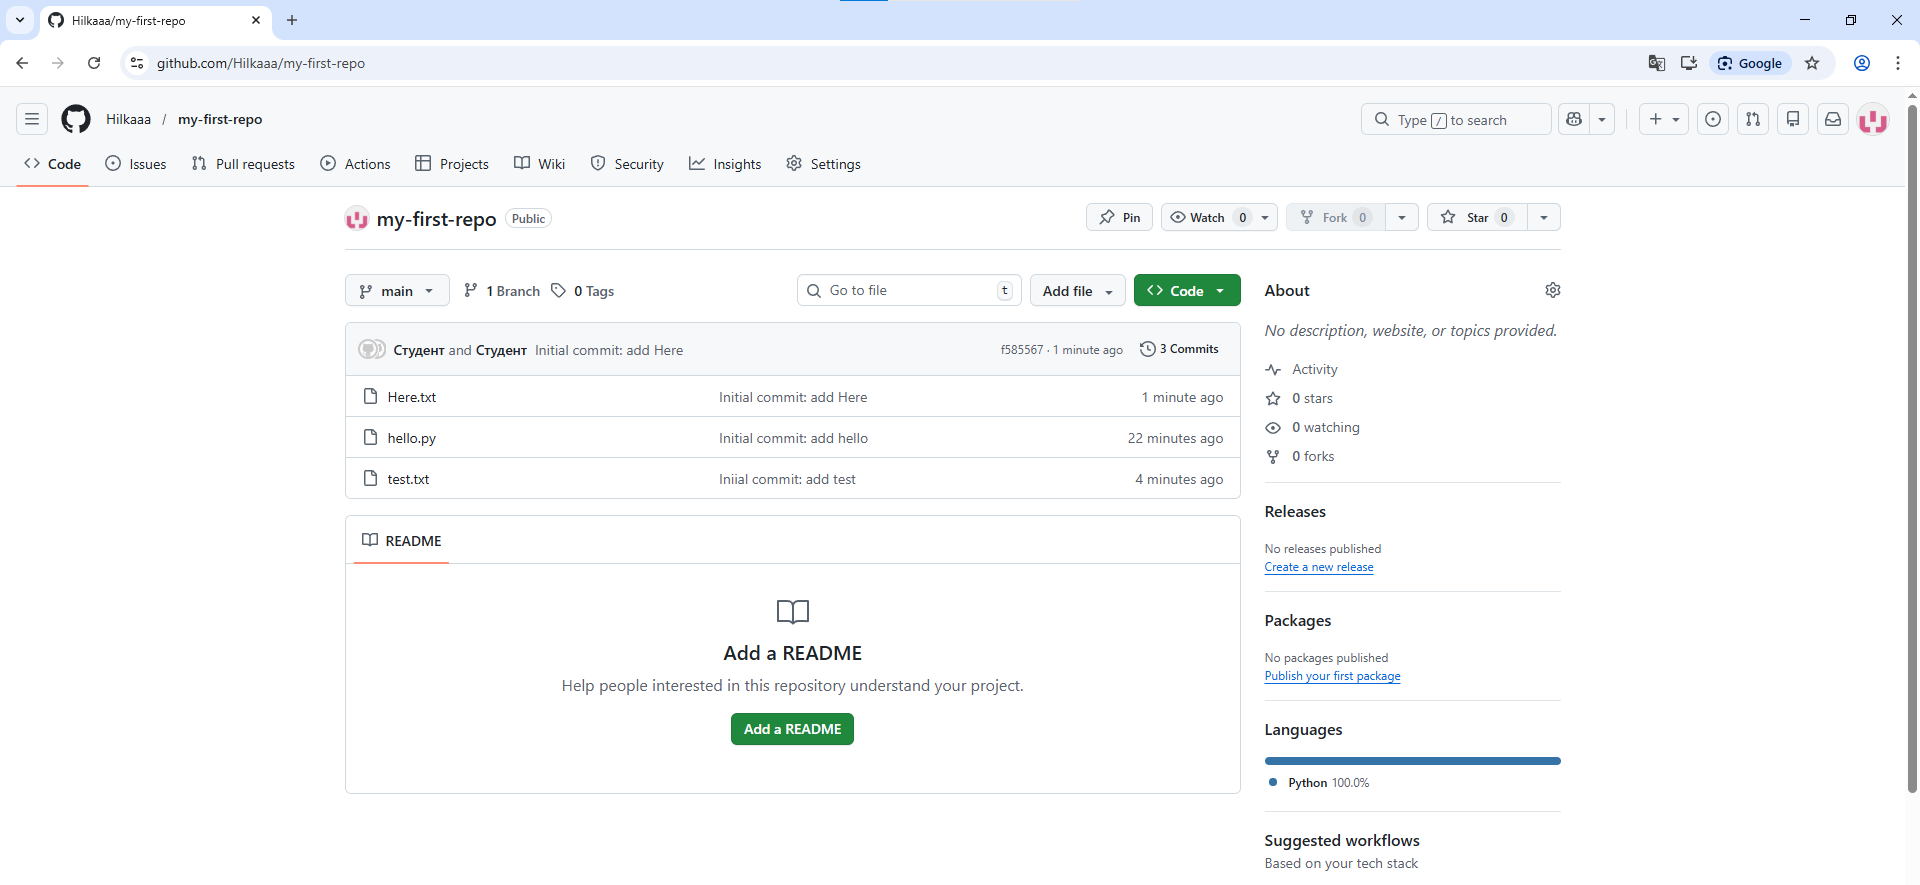 Hilkaaa/my-first-repo
github.com/Hilkaaa/my-first-repo
Google
Hilkaaa / my-first-repo
Type / to search
Code Issues Pull requests Actions Projects Wiki Security Insights Settings
my-first-repo Public
Pin Watch 0 Fork 0 Star 0
main 1 Branch 0 Tags Go to file t Add file Code
Студент and Студент Initial commit: add Here f585567 · 1 minute ago 3 Commits
Here.txt Initial commit: add Here 1 minute ago
hello.py Initial commit: add hello 22 minutes ago
test.txt Iniial commit: add test 4 minutes ago
README
Add a README
Help people interested in this repository understand your project.
Add a README
About
No description, website, or topics provided.
Activity
0 stars
0 watching
0 forks
Releases
No releases published
Create a new release
Packages
No packages published
Publish your first package
Languages
Python 100.0%
Suggested workflows
Based on your tech stack